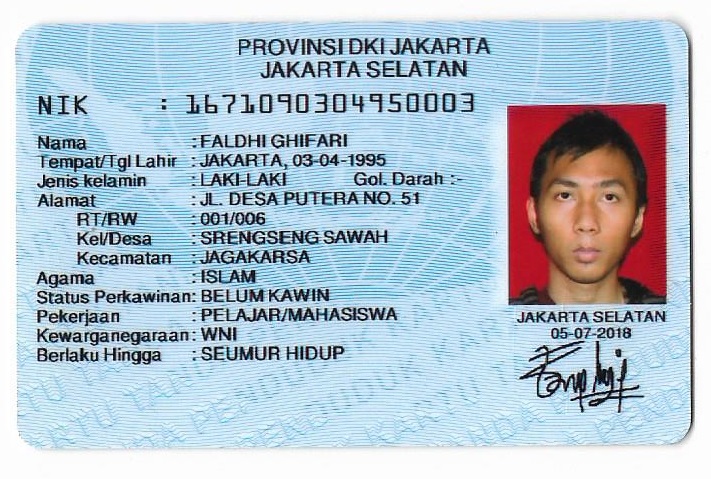 PROVINSI DKI JAKARTA
JAKARTA SELATAN
NIK : 1671090304950003
Nama : FALDHI GHIFARI
Tempat/Tgl Lahir : JAKARTA, 03-04-1995
Jenis kelamin : LAKI-LAKI Gol. Darah :-
Alamat : JL. DESA PUTERA NO. 51
RT/RW : 001/006
Kel/Desa : SRENGSENG SAWAH
Kecamatan : JAGAKARSA
Agama : ISLAM
Status Perkawinan: BELUM KAWIN
Pekerjaan : PELAJAR/MAHASISWA
Kewarganegaraan: WNI
Berlaku Hingga : SEUMUR HIDUP
JAKARTA SELATAN
05-07-2018